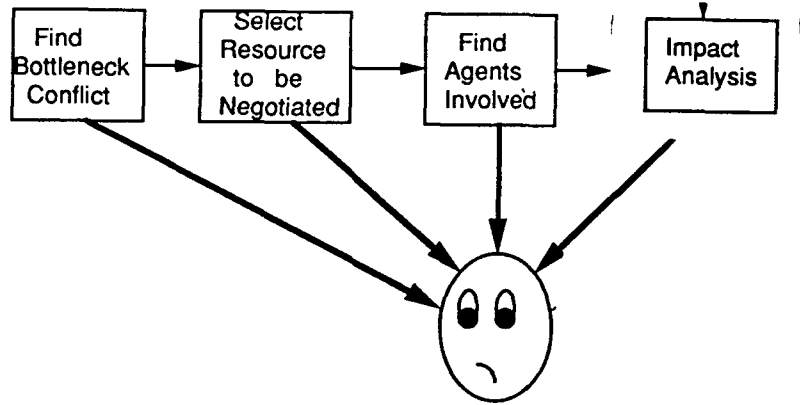 Find
Bottleneck
Conflict
Select
Resource
to be
Negotiated
Find
Agents
Involved
Impact
Analysis